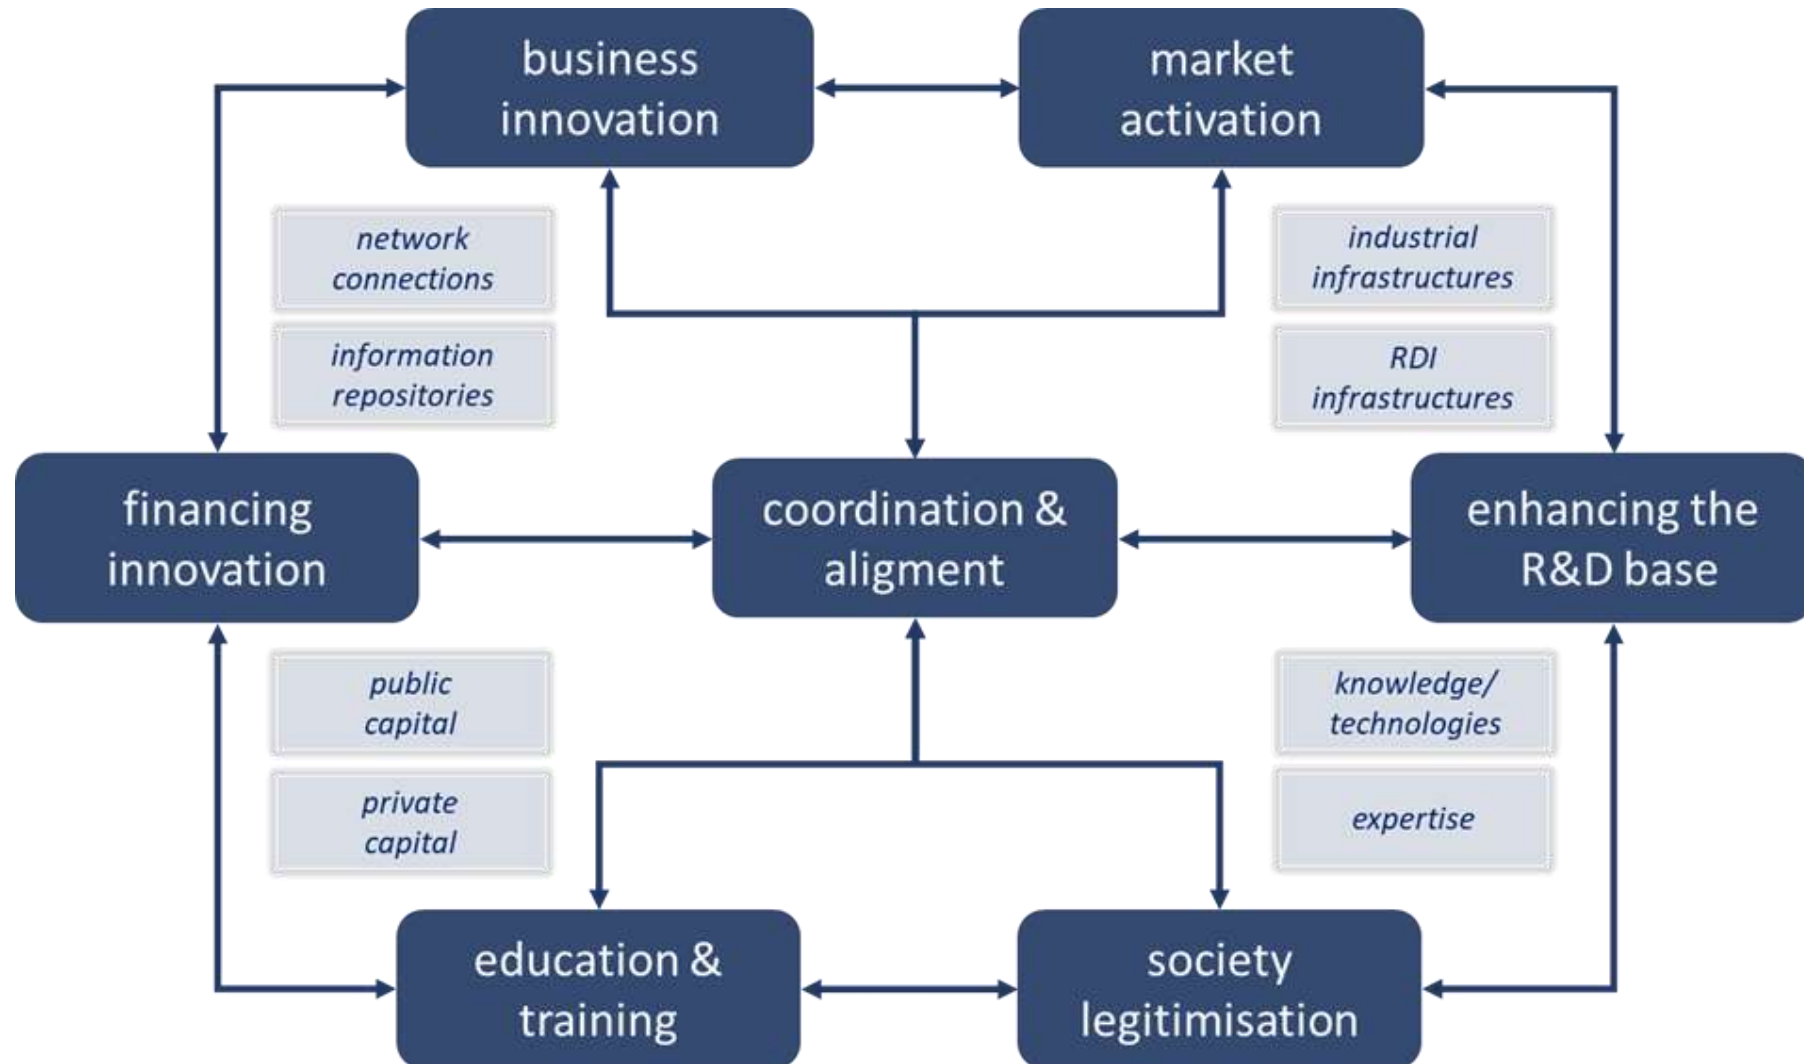 business
innovation
market
activation
network
connections
industrial
infrastructures
information
repositories
RDI
infrastructures
financing
innovation
coordination &
aligment
enhancing the
R&D base
public
capital
knowledge/
technologies
private
capital
expertise
education &
training
society
legitimisation